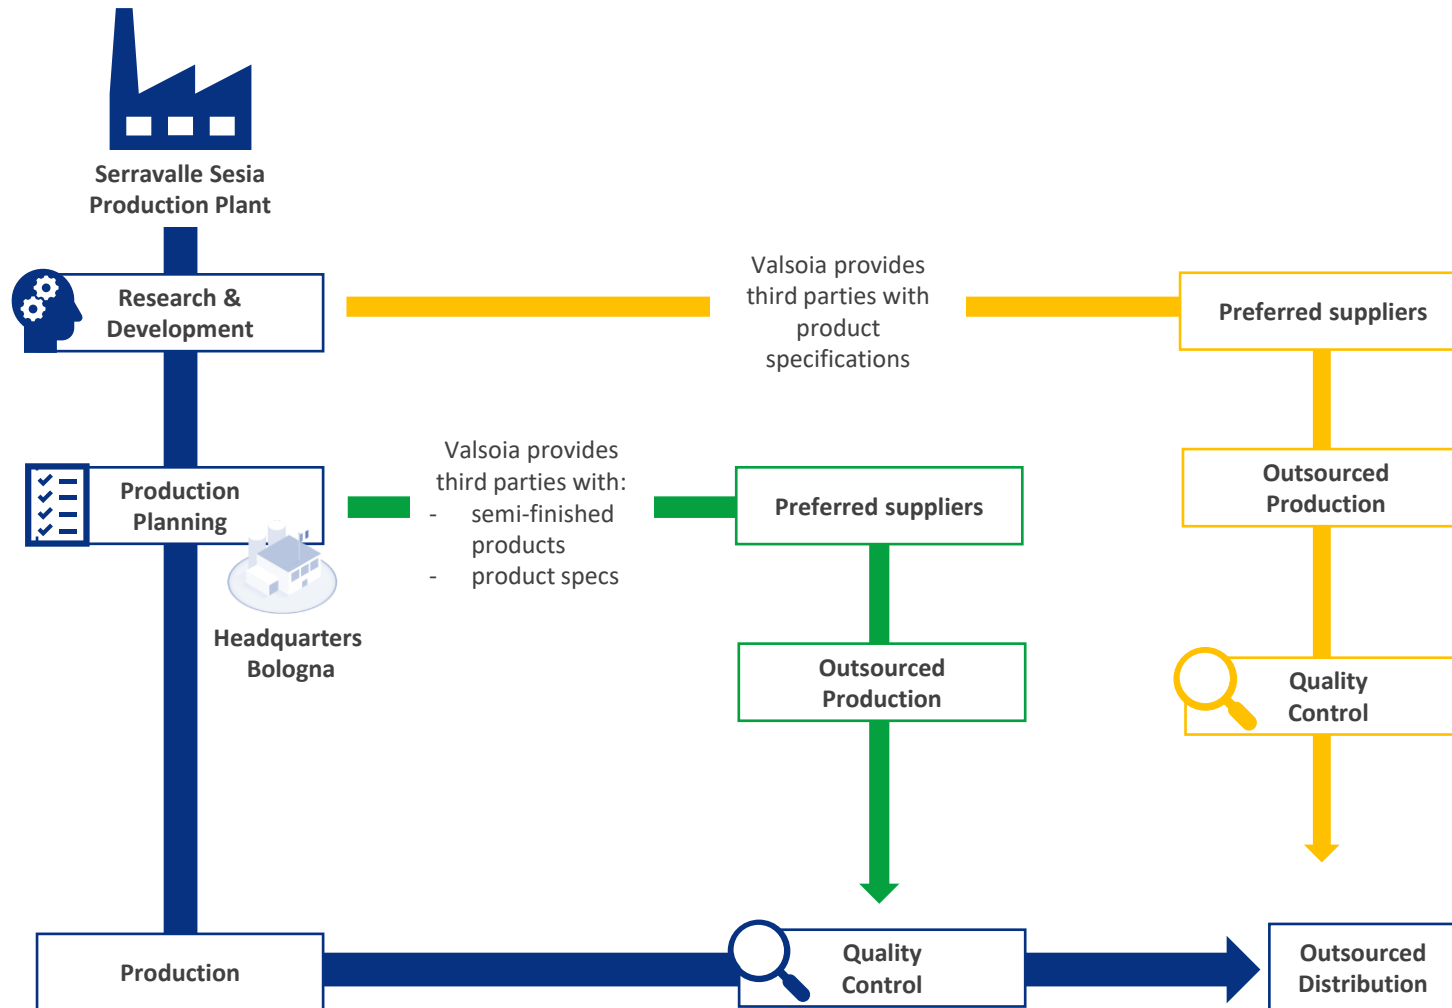 Serravalle Sesia
Production Plant
Research &
Development
Valsoia provides
third parties with
product
specifications
Preferred suppliers
Production
Planning
Headquarters
Bologna
Valsoia provides
third parties with:
- semi-finished
products
- product specs
Preferred suppliers
Outsourced
Production
Outsourced
Production
Quality
Control
Production
Quality
Control
Outsourced
Distribution